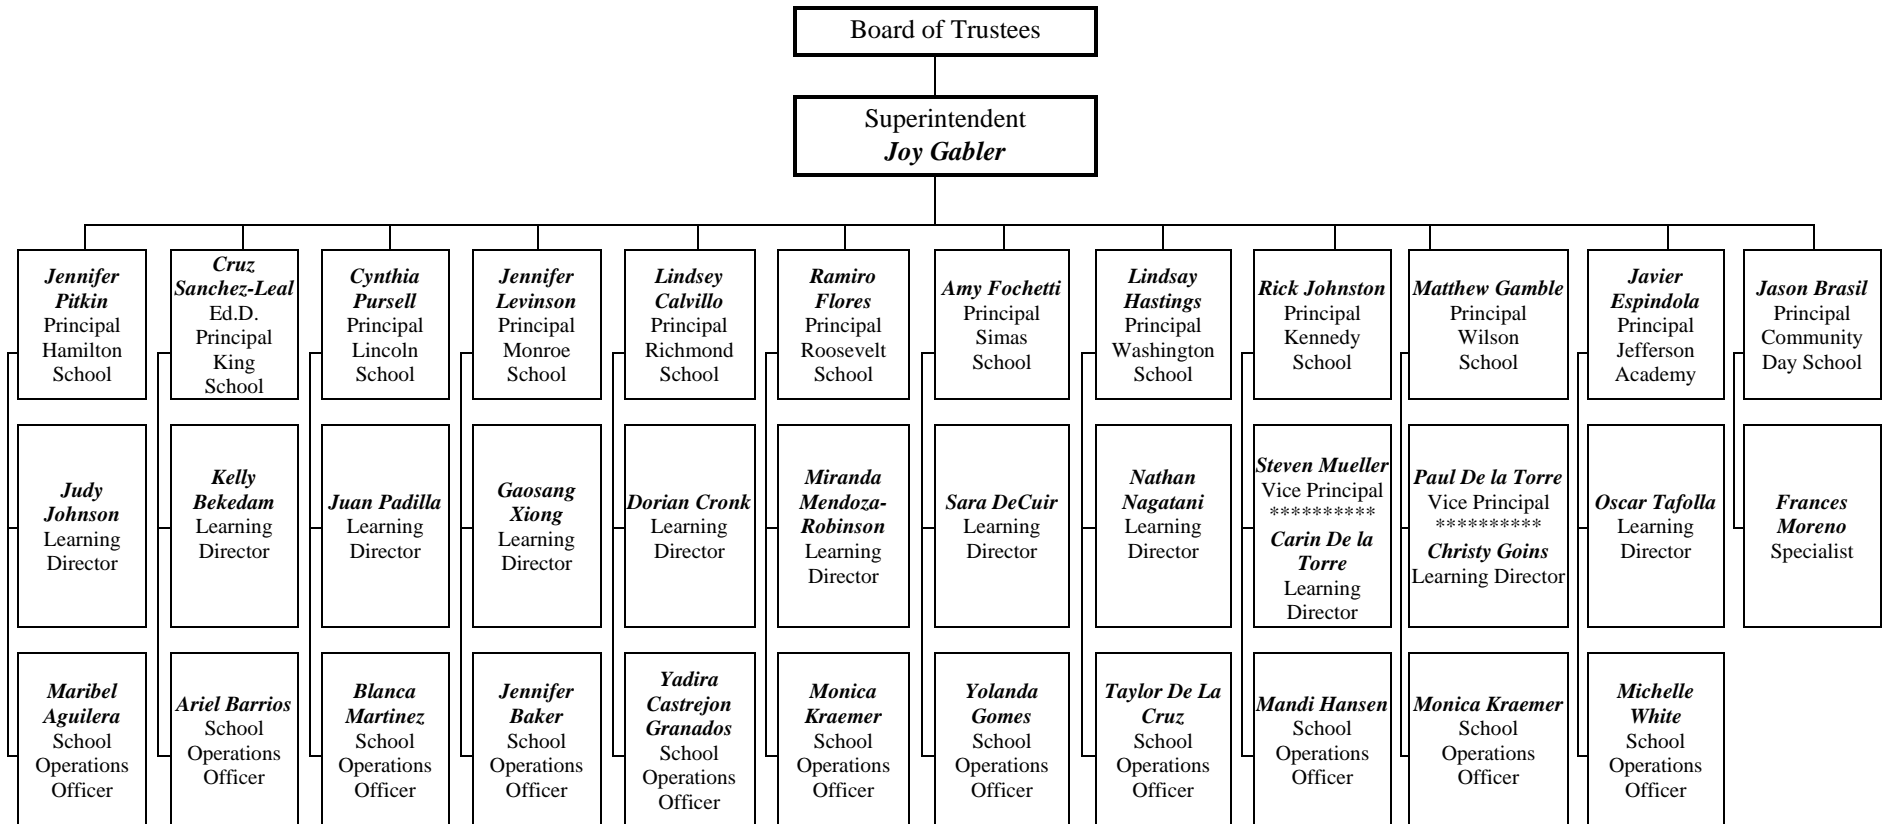 Board of Trustees
Superintendent
Joy Gabler
Jennifer
Pitkin
Principal
Hamilton
School
Cruz
Sanchez-Leal
Ed.D.
Principal
King
School
Cynthia
Pursell
Principal
Lincoln
School
Jennifer
Levinson
Principal
Monroe
School
Lindsey
Calvillo
Principal
Richmond
School
Ramiro
Flores
Principal
Roosevelt
School
Amy Fochetti
Principal
Simas
School
Lindsay
Hastings
Principal
Washington
School
Rick Johnston
Principal
Kennedy
School
Matthew Gamble
Principal
Wilson
School
Javier
Espindola
Principal
Jefferson
Academy
Jason Brasil
Principal
Community
Day School
Judy
Johnson
Learning
Director
Kelly
Bekedam
Learning
Director
Juan Padilla
Learning
Director
Gaosang
Xiong
Learning
Director
Dorian Cronk
Learning
Director
Miranda
Mendoza-
Robinson
Learning
Director
Sara DeCuir
Learning
Director
Nathan
Nagatani
Learning
Director
Steven Mueller
Vice Principal
**********
Carin De la
Torre
Learning
Director
Paul De la Torre
Vice Principal
**********
Christy Goins
Learning Director
Oscar Tafolla
Learning
Director
Frances
Moreno
Specialist
Maribel
Aguilera
School
Operations
Officer
Ariel Barrios
School
Operations
Officer
Blanca
Martinez
School
Operations
Officer
Jennifer
Baker
School
Operations
Officer
Yadira
Castrejon
Granados
School
Operations
Officer
Monica
Kraemer
School
Operations
Officer
Yolanda
Gomes
School
Operations
Officer
Taylor De La
Cruz
School
Operations
Officer
Mandi Hansen
School
Operations
Officer
Monica Kraemer
School
Operations
Officer
Michelle
White
School
Operations
Officer